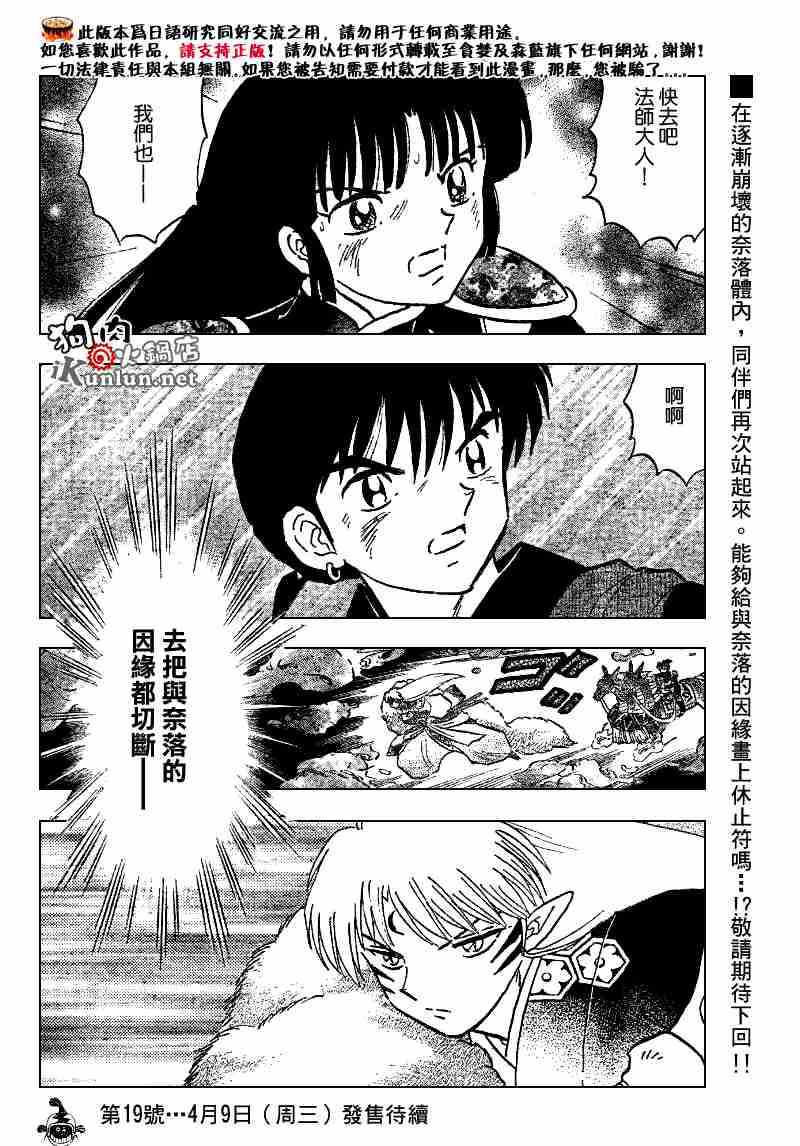 此版本爲日語研究同好交流之用，請勿用于任何商業用途。
如您喜歡此作品，請支持正版！請勿以任何形式轉載至貪婪及森藍旗下任何網站，謝謝！
一切法律責任與本組無關。如果您被告知需要付款才能看到此漫畫，那麽，您被騙了...
快去吧
法師大人！
我們也——
狗肉
火鍋店
iKunlun.net
啊
啊
去把與奈落的
因緣都切斷——
ゴゴ
在逐漸崩壞的奈落體內，同伴們再次站起來。能夠給與奈落的因緣畫上休止符嗎…!?敬請期待下回!!
第19號…4月9日（周三）發售待續